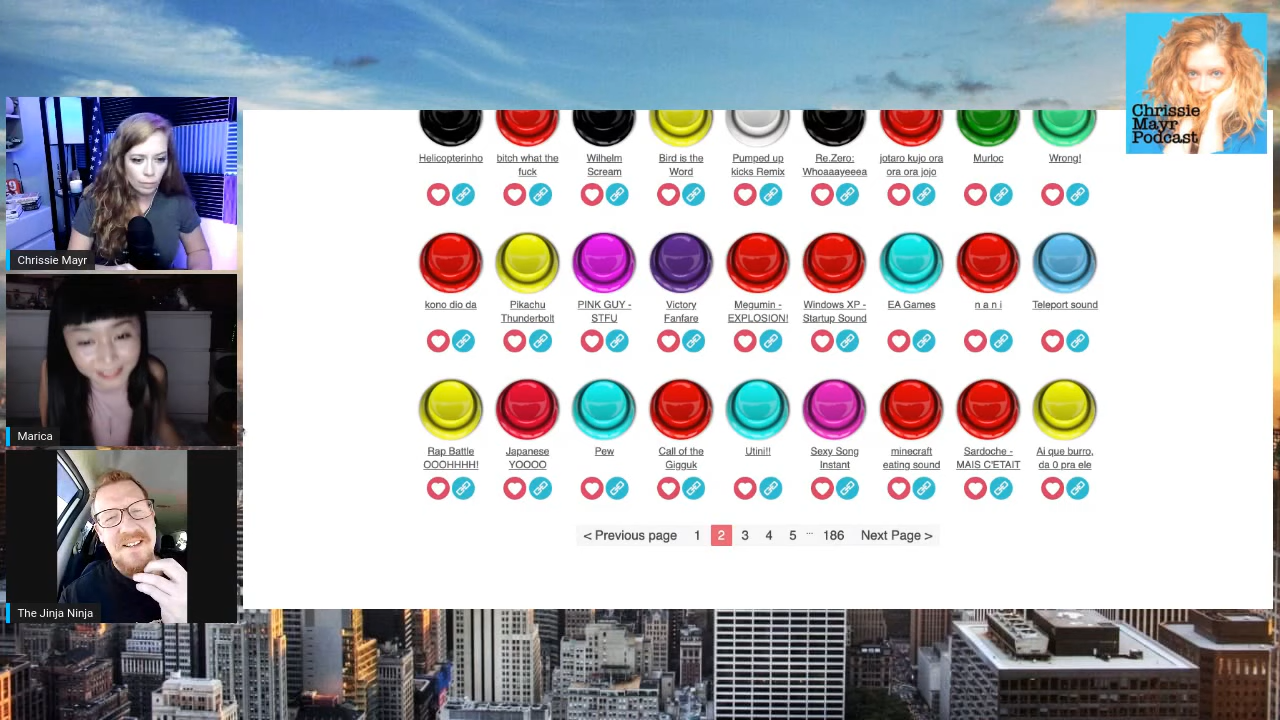 Chrissie
Mayr
Podcast
Chrissie Mayr
Marica
The Jinja Ninja
Helicopterinho
bitch what the
fuck
Wilhelm
Scream
Bird is the
Word
Pumped up
kicks Remix
Re.Zero:
Whoaaayeeea
jotaro kujo ora
ora ora jojo
Murloc
Wrong!
kono dio da
Pikachu
Thunderbolt
PINK GUY -
STFU
Victory
Fanfare
Megumin -
EXPLOSION!
Windows XP -
Startup Sound
EA Games
n a n i
Teleport sound
Rap Battle
OOOHHHH!
Japanese
YOOOO
Pew
Call of the
Gigguk
Utini!!
Sexy Song
Instant
minecraft
eating sound
Sardoche -
MAIS C'ETAIT
Ai que burro,
da 0 pra ele
< Previous page 1 2 3 4 5 ... 186 Next Page >